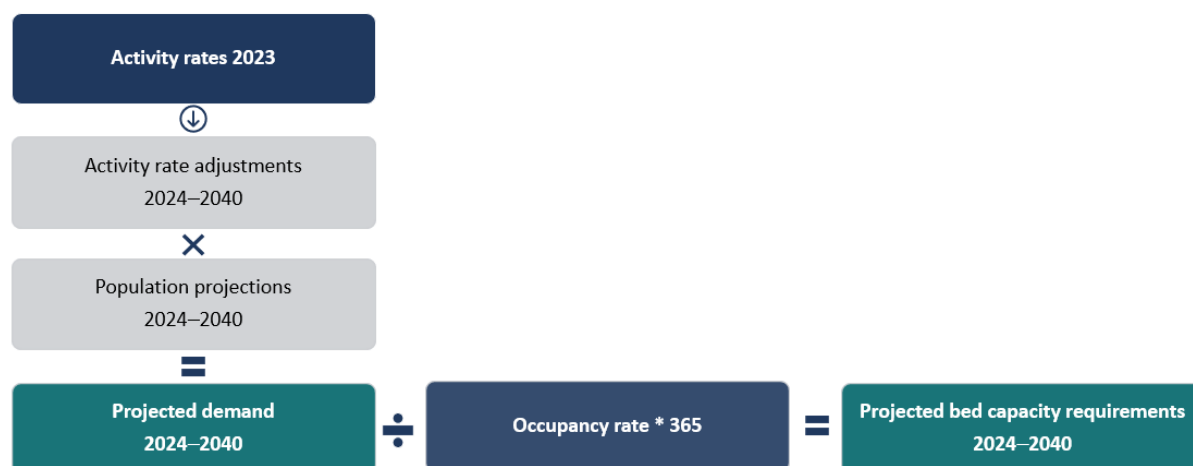 Activity rates 2023
Activity rate adjustments
2024–2040
×
Population projections
2024–2040
=
Projected demand
2024–2040
÷
Occupancy rate * 365
=
Projected bed capacity requirements
2024–2040